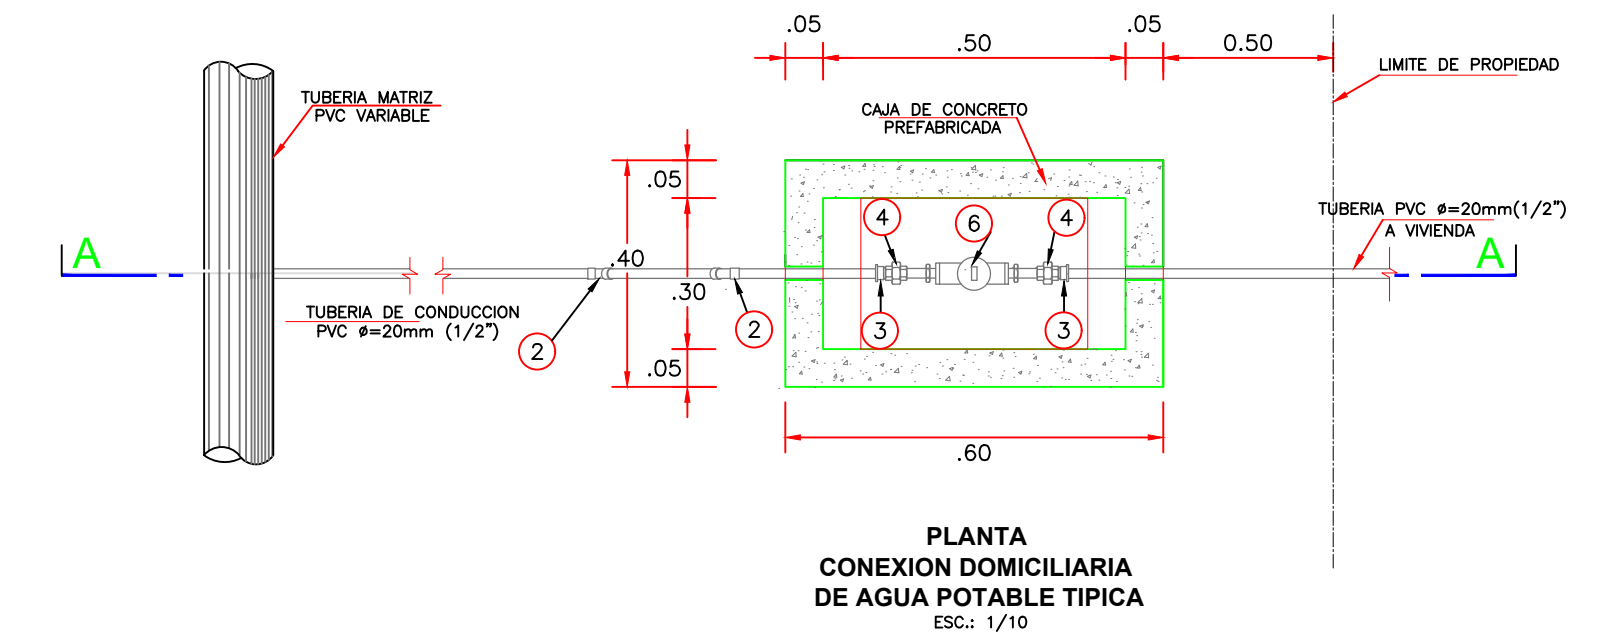 .05
.05
.50
0.50
LIMITE DE PROPIEDAD
TUBERIA MATRIZ
PVC VARIABLE
CAJA DE CONCRETO
PREFABRICADA
.05
4
6
4
TUBERIA PVC ø=20mm(1/2")
A VIVIENDA
A
A
.40
.30
TUBERIA DE CONDUCCION
PVC ø=20mm (1/2")
2
2
3
3
.05
.60
PLANTA
CONEXION DOMICILIARIA
DE AGUA POTABLE TIPICA
ESC.: 1/10